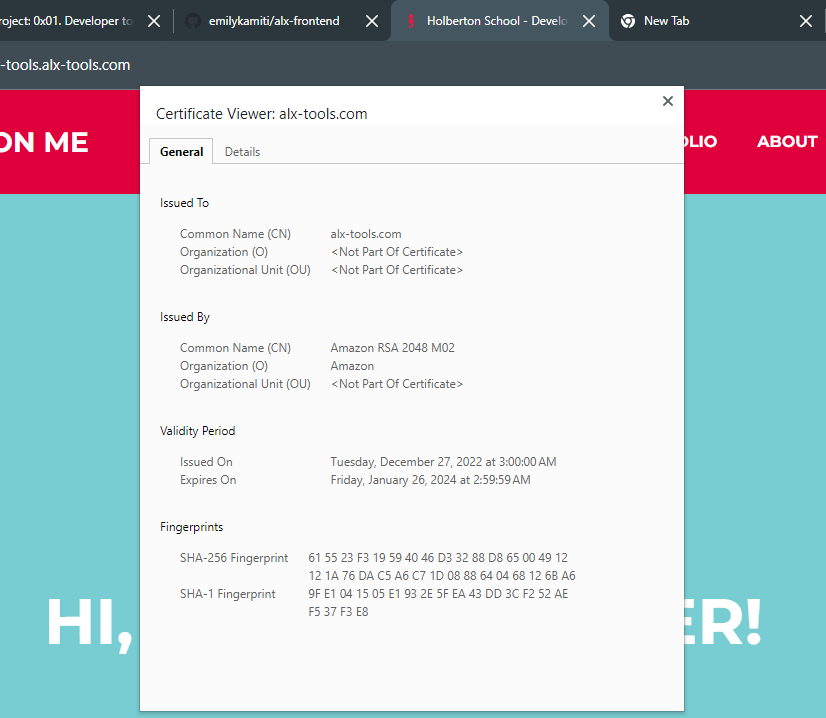 roject: 0x01. Developer to
emilykamiti/alx-frontend
Holberton School - Develo
New Tab
-tools.alx-tools.com
ON ME
OLIO
ABOUT
Certificate Viewer: alx-tools.com
General
Details
Issued To
Common Name (CN) alx-tools.com
Organization (O) <Not Part Of Certificate>
Organizational Unit (OU) <Not Part Of Certificate>
Issued By
Common Name (CN) Amazon RSA 2048 M02
Organization (O) Amazon
Organizational Unit (OU) <Not Part Of Certificate>
Validity Period
Issued On Tuesday, December 27, 2022 at 3:00:00 AM
Expires On Friday, January 26, 2024 at 2:59:59 AM
Fingerprints
SHA-256 Fingerprint 61 55 23 F3 19 59 40 46 D3 32 88 D8 65 00 49 12
12 1A 76 DA C5 A6 C7 1D 08 88 64 04 68 12 6B A6
SHA-1 Fingerprint 9F E1 04 15 05 E1 93 2E 5F EA 43 DD 3C F2 52 AE
F5 37 F3 E8
HI,
ER!